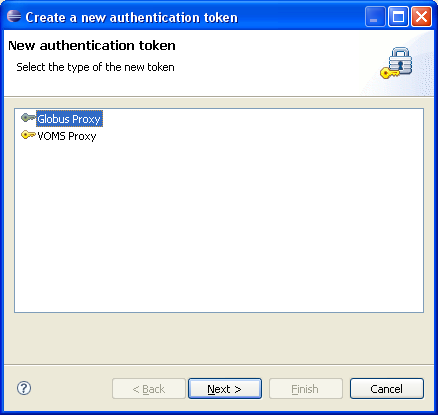 Create a new authentication token
New authentication token
Select the type of the new token
Globus Proxy
VOMS Proxy
? < Back Next > Finish Cancel